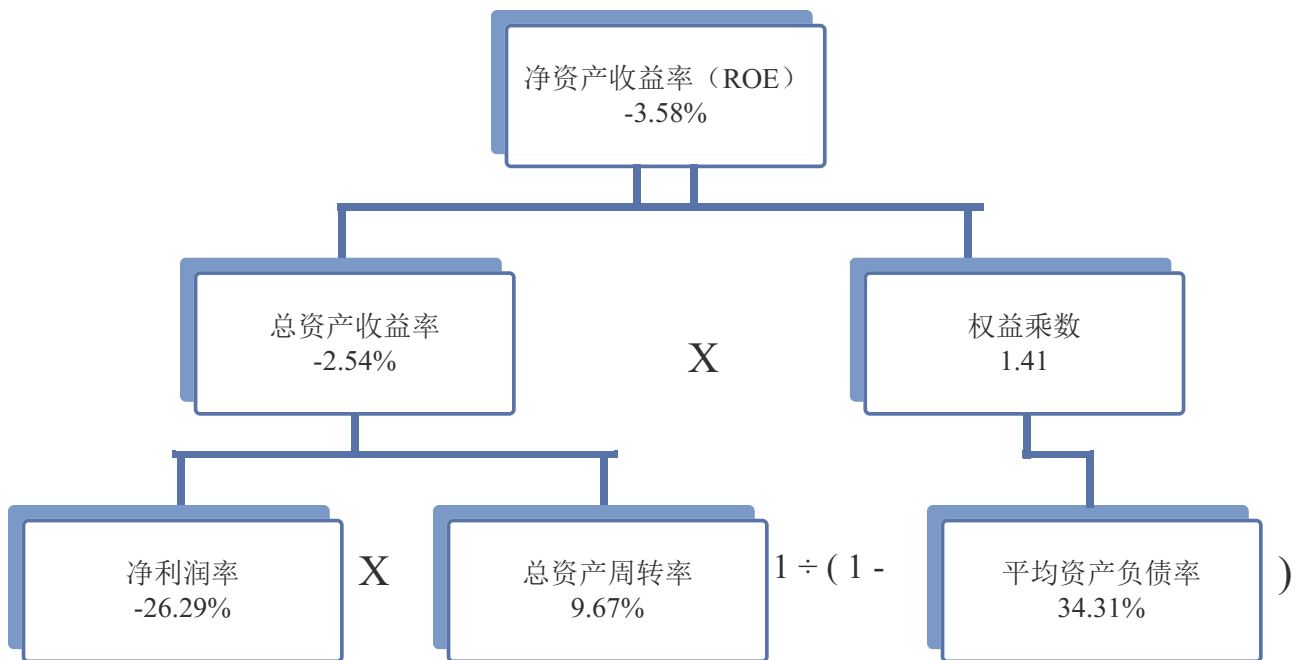 净资产收益率（ROE）
-3.58%
总资产收益率
-2.54%
X
权益乘数
1.41
净利润率
-26.29%
X
总资产周转率
9.67%
1 ÷ ( 1 -
平均资产负债率
34.31%
)